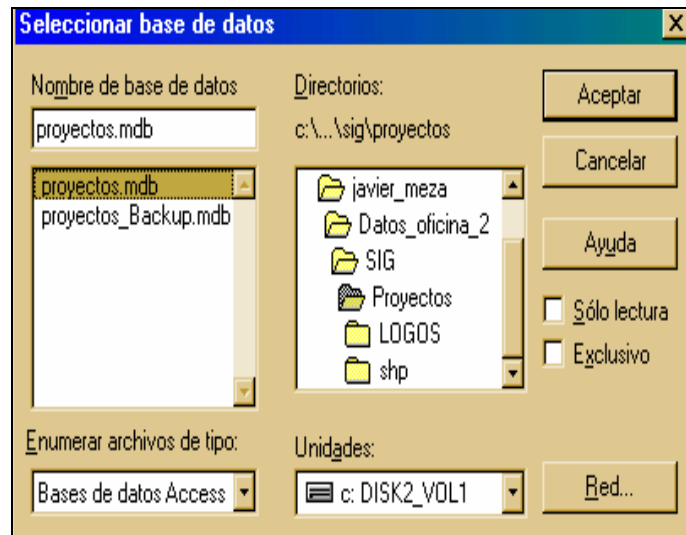 Seleccionar base de datos
Nombre de base de datos
proyectos.mdb
proyectos.mdb
proyectos_Backup.mdb
Enumerar archivos de tipo:
Bases de datos Access
Directorios:
c:\...\sig\proyectos
javier_meza
Datos_oficina_2
SIG
Proyectos
LOGOS
shp
Unidades:
c: DISK2_VOL1
Aceptar
Cancelar
Ayuda
Sólo lectura
Exclusivo
Red...